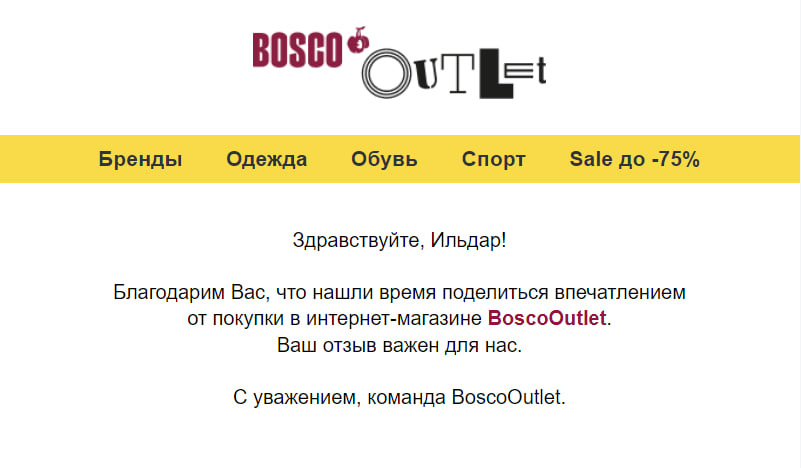 BOSCO OUTLET
Бренды Одежда Обувь Спорт Sale до -75%
Здравствуйте, Ильдар!
Благодарим Вас, что нашли время поделиться впечатлением
от покупки в интернет-магазине BoscoOutlet.
Ваш отзыв важен для нас.
С уважением, команда BoscoOutlet.